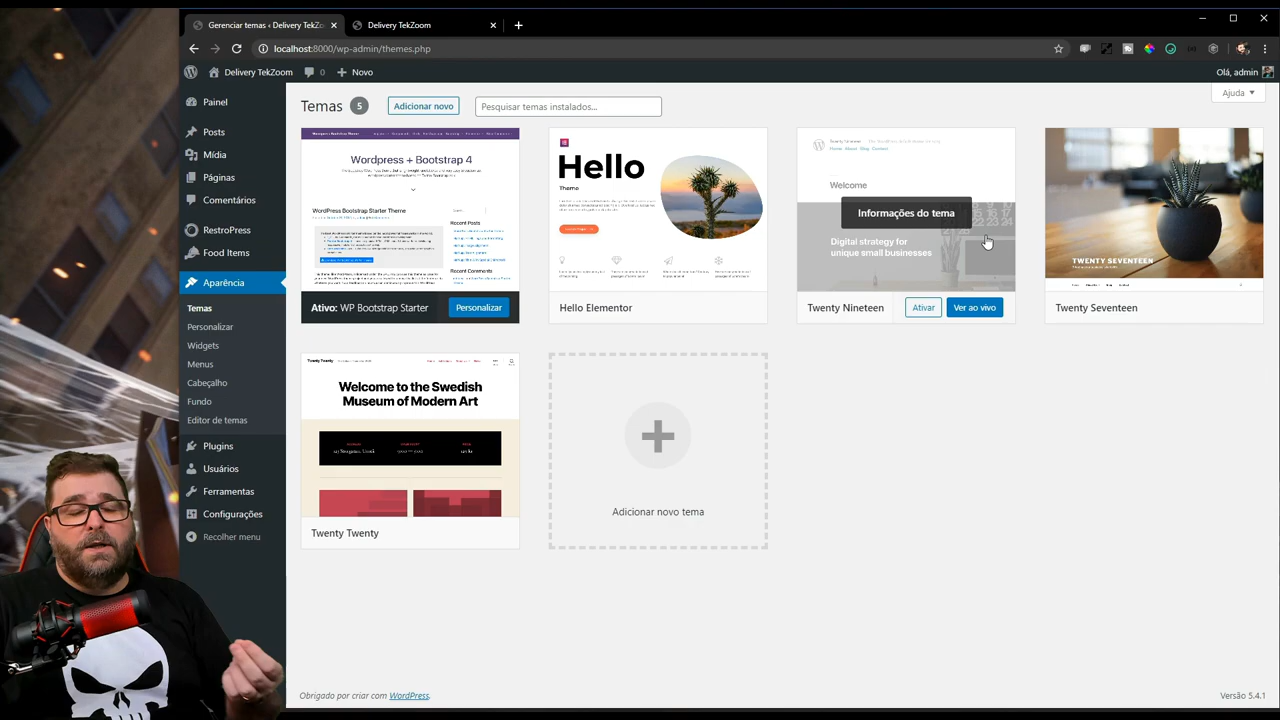 Gerenciar temas ‹ Delivery TekZo
Delivery TekZoom
localhost:8000/wp-admin/themes.php
Delivery TekZoom
0
Novo
Olá, admin
Painel
Posts
Mídia
Páginas
Comentários
RestroPress
rel Items
Aparência
Temas
Personalizar
Widgets
Menus
Cabeçalho
Fundo
Editor de temas
Plugins
Usuários
Ferramentas
Configurações
Recolher menu
Temas 5
Adicionar novo
Pesquisar temas instalados...
Ajuda
Wordpress + Bootstrap 4
WordPress Bootstrap Starter Theme
Recent Posts
Recent Comments
Ativo: WP Bootstrap Starter
Personalizar
Hello
Theme
Hello Elementor
Welcome
Informações do tema
Digital strategy for
unique small businesses
Twenty Nineteen
Ativar
Ver ao vivo
TWENTY SEVENTEEN
Twenty Seventeen
Twenty Twenty
Welcome to the Swedish
Museum of Modern Art
Twenty Twenty
Adicionar novo tema
Obrigado por criar com WordPress.
Versão 5.4.1